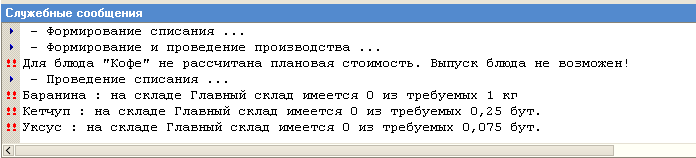 Служебные сообщения
- Формирование списания ...
- Формирование и проведение производства ...
!! Для блюда "Кофе" не рассчитана плановая стоимость. Выпуск блюда не возможен!
- Проведение списания ...
!! Баранина : на складе Главный склад имеется 0 из требуемых 1 кг
!! Кетчуп : на складе Главный склад имеется 0 из требуемых 0,25 бут.
!! Уксус : на складе Главный склад имеется 0 из требуемых 0,075 бут.